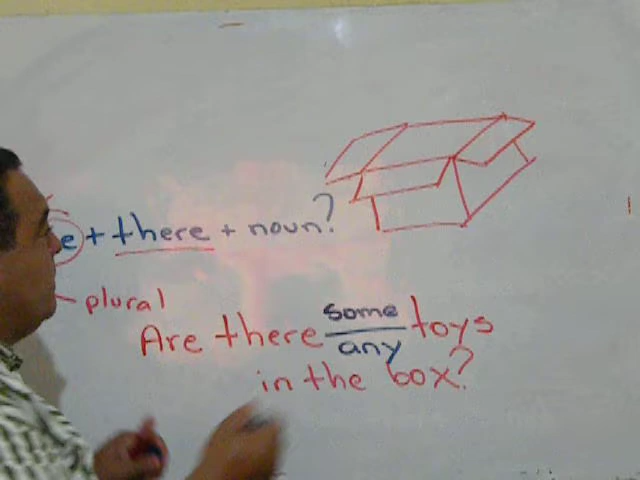 e + there + noun?
plural
Are there some toys
any
in the box?